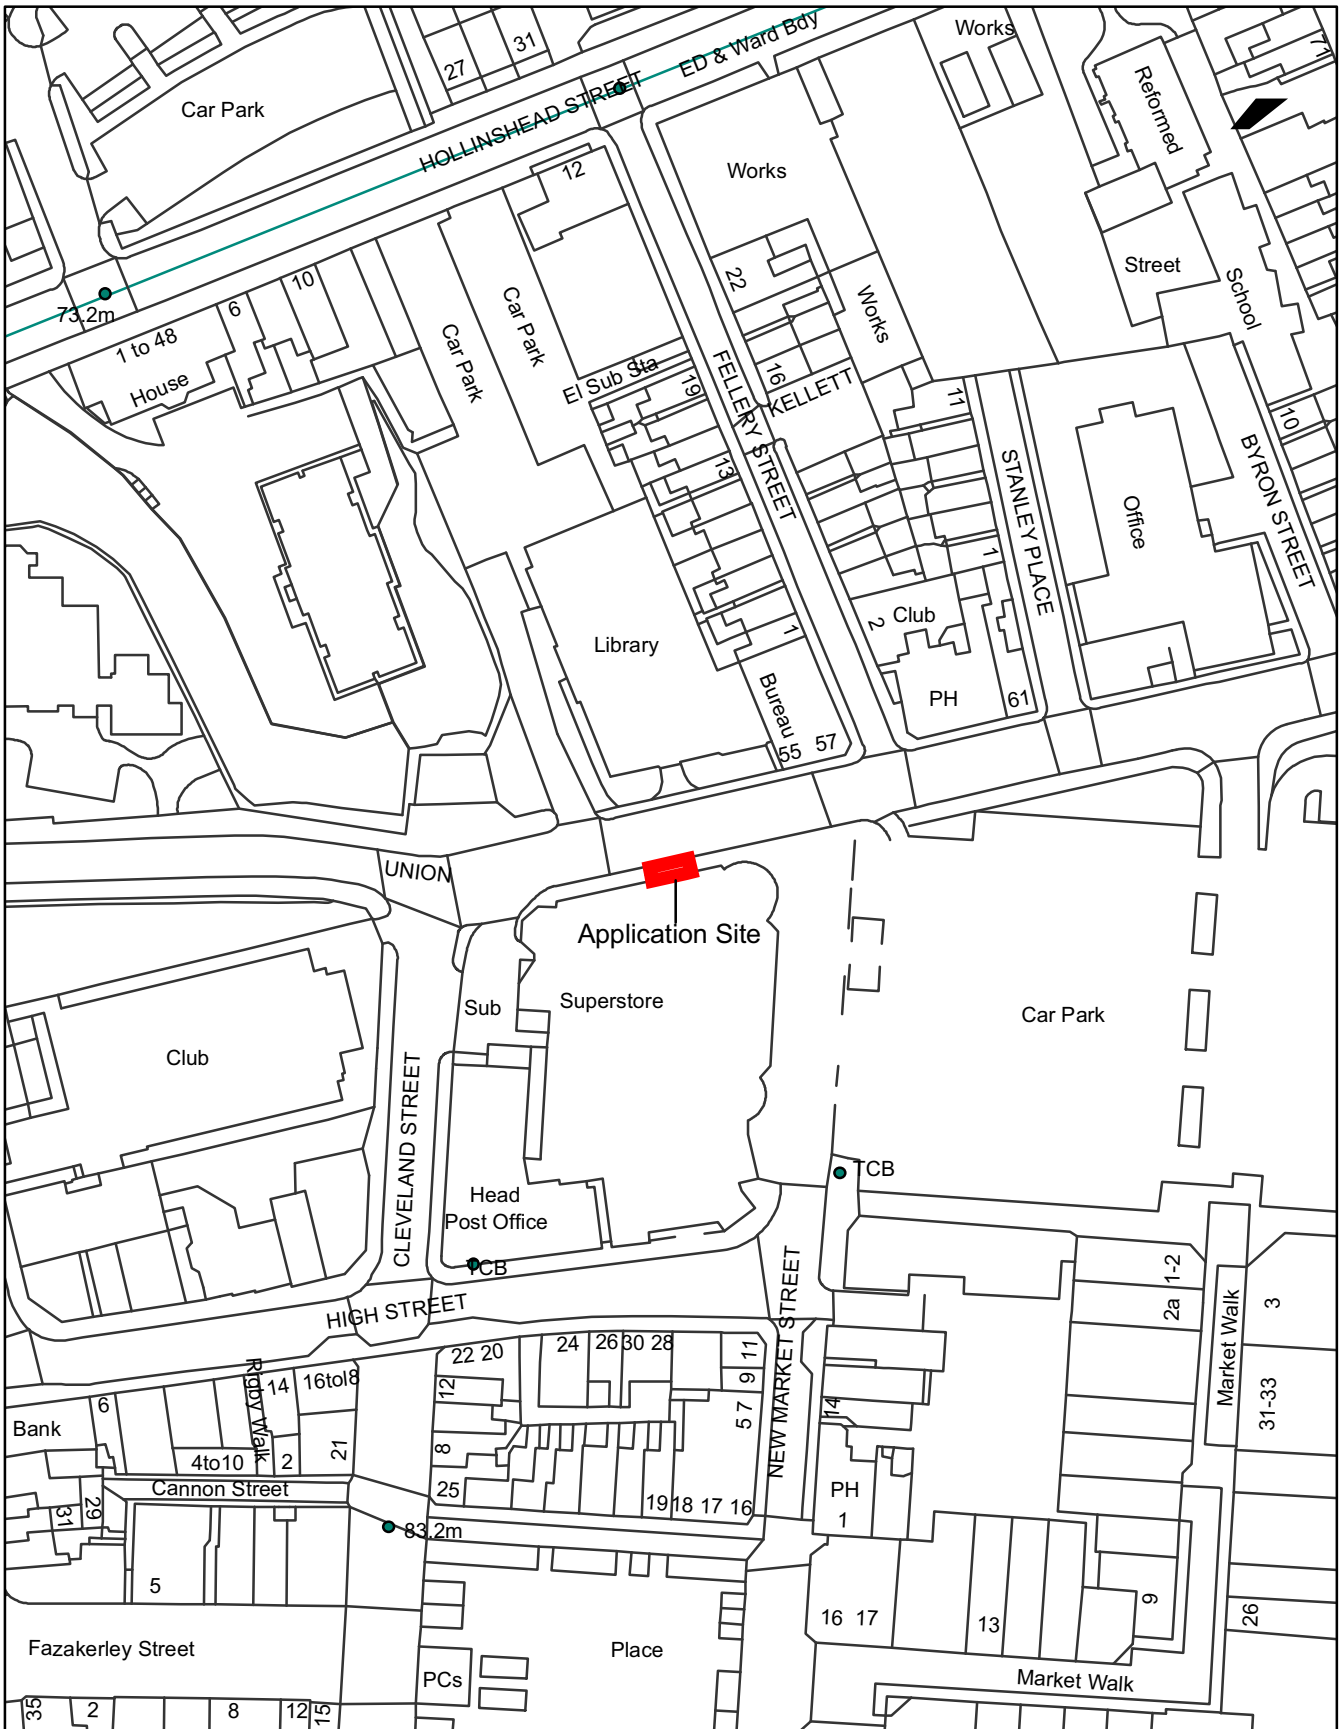 Works
ED & Ward Bdy
31
27
71
Car Park
HOLLINSHEAD STREET
Reformed
12
Works
22
Street
School
10
6
73.2m
1 to 48
House
Car Park
Car Park
Works
El Sub Sta
19
16
KELLETT
FELLERY STREET
11
10
13
STANLEY PLACE
BYRON STREET
Office
1
Library
1
2
Club
Bureau
PH
61
55
57
UNION
Application Site
Sub
Superstore
Car Park
Club
CLEVELAND STREET
TCB
Head
Post Office
TCB
NEW MARKET STREET
1-2
2a
Market Walk
3
HIGH STREET
22 20
24
26
30
28
11
9
5 7
12
14
16to18
Rigby Walk
6
Bank
4to10
2
21
8
14
31-33
Cannon Street
25
19
18
17
16
PH
1
31
29
83.2m
5
16
17
13
9
26
Fazakerley Street
Place
PCs
Market Walk
35
2
8
12
15